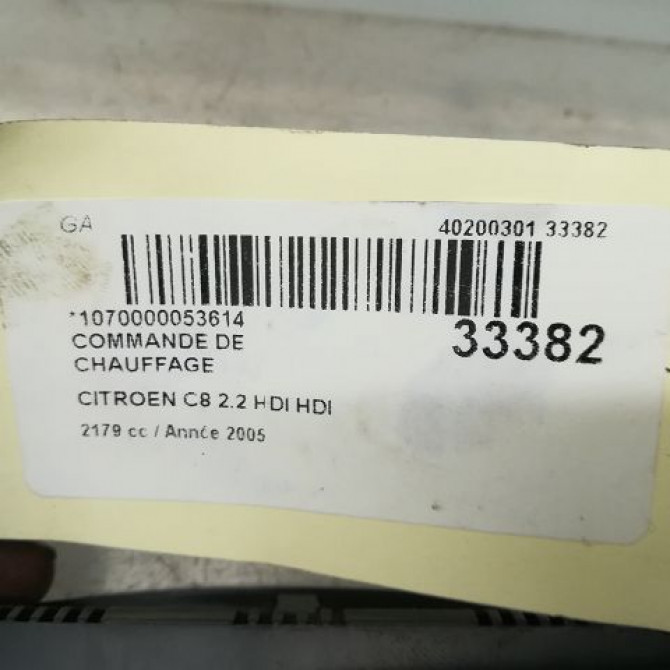 GA
40200301 33382
*1070000053614
33382
COMMANDE DE
CHAUFFAGE
CITROEN C8 2.2 HDI HDI
2179 cc / Année 2005